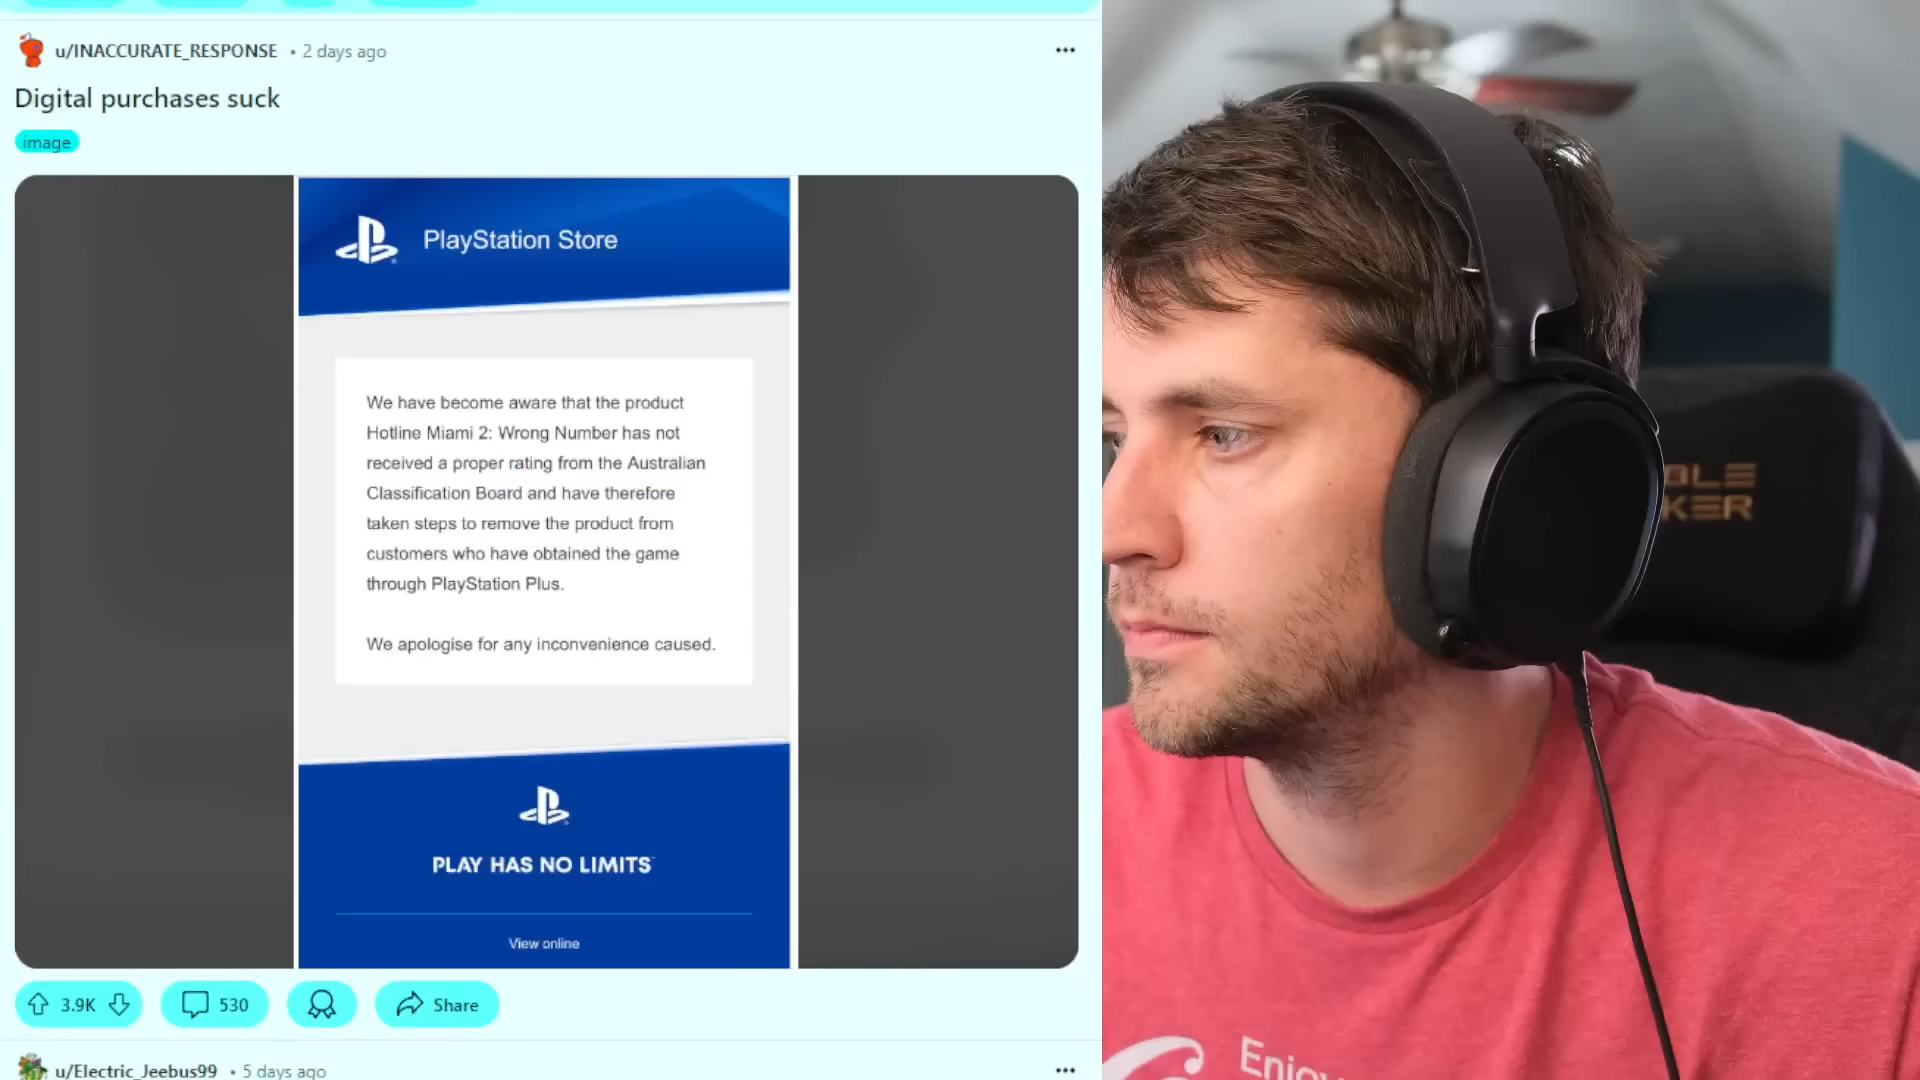 u/INACCURATE_RESPONSE • 2 days ago
Digital purchases suck
image
PlayStation Store
We have become aware that the product
Hotline Miami 2: Wrong Number has not
received a proper rating from the Australian
Classification Board and have therefore
taken steps to remove the product from
customers who have obtained the game
through PlayStation Plus.
We apologise for any inconvenience caused.
PLAY HAS NO LIMITS
View online
3.9K
530
Share
u/Electric_Jeebus99 • 5 days ago